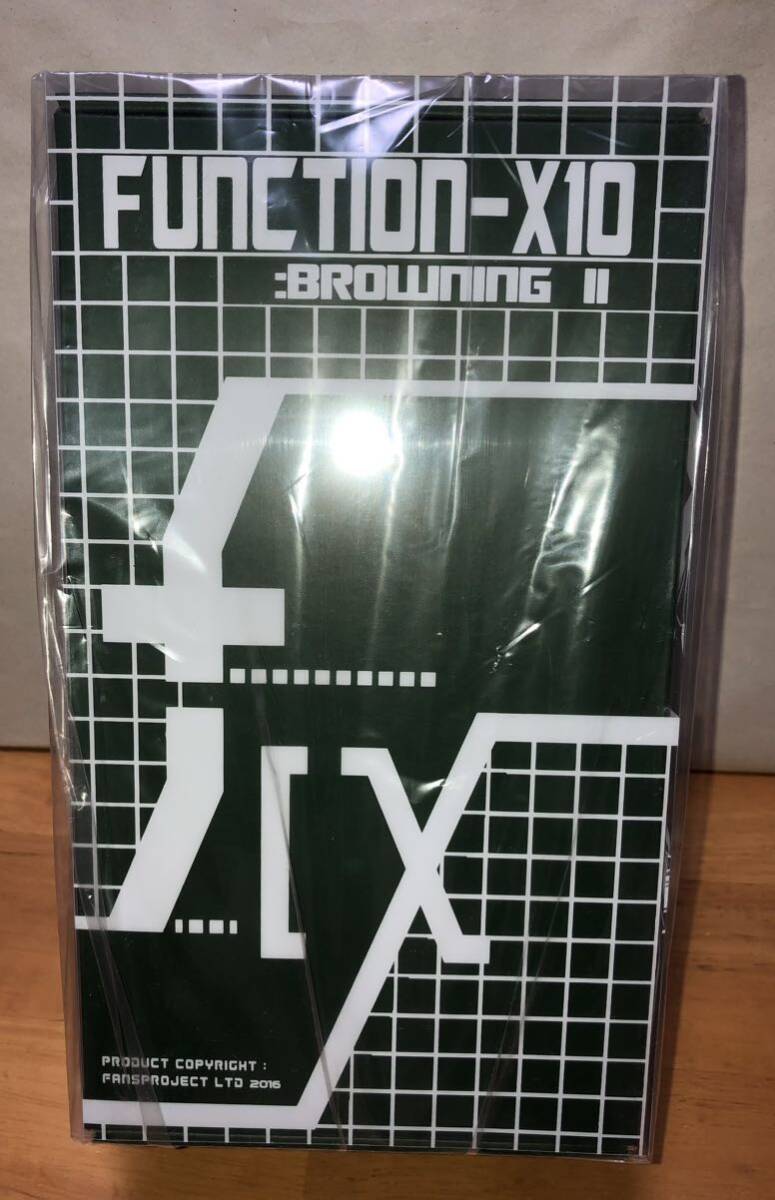 FUNCTION-X10
:BROWNING II
f
[X
PRODUCT COPYRIGHT :
FANSPROJECT LTD 2016